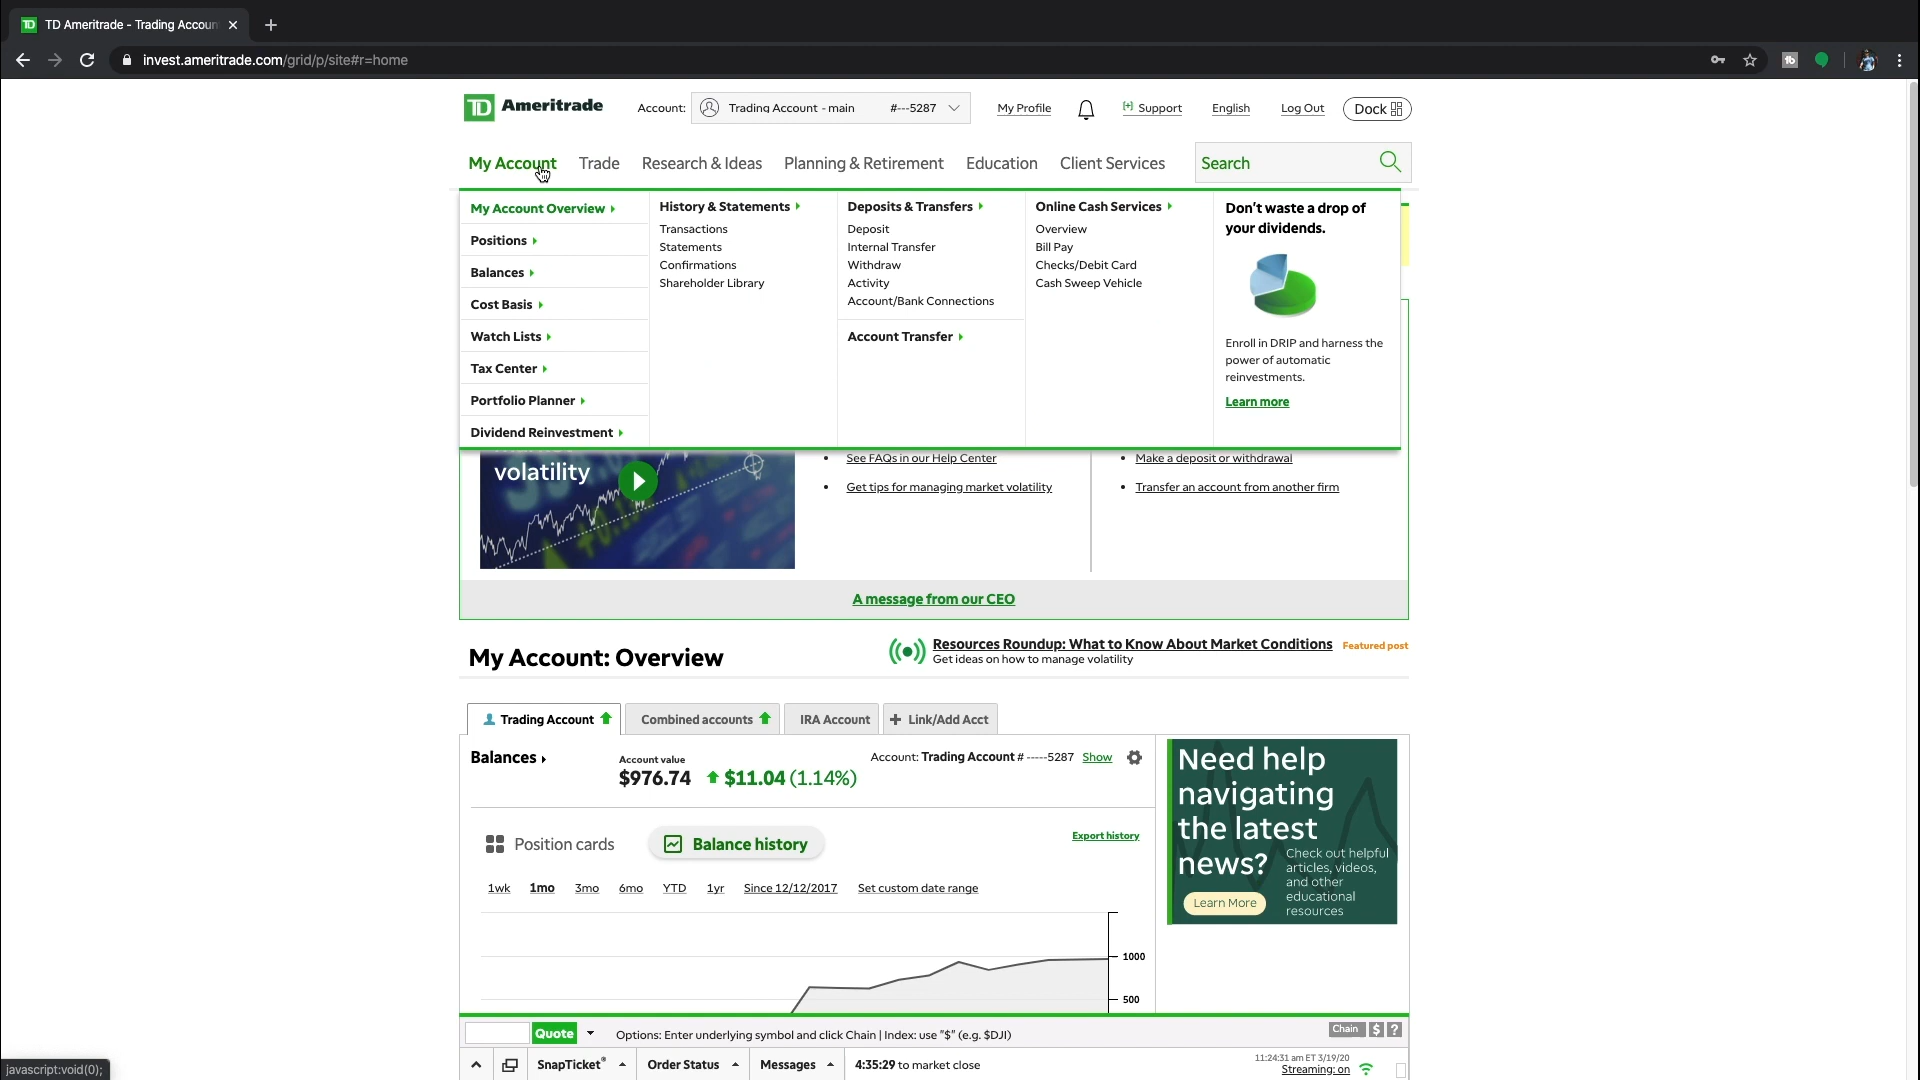 TD Ameritrade - Trading Accoun
invest.ameritrade.com/grid/p/site#r=home
TD Ameritrade
Account: Trading Account - main #---5287
My Profile
Support
English
Log Out
Dock
My Account Trade Research & Ideas Planning & Retirement Education Client Services
Search
My Account Overview
Positions
Balances
Cost Basis
Watch Lists
Tax Center
Portfolio Planner
Dividend Reinvestment
History & Statements
Transactions
Statements
Confirmations
Shareholder Library
Deposits & Transfers
Deposit
Internal Transfer
Withdraw
Activity
Account/Bank Connections
Account Transfer
Online Cash Services
Overview
Bill Pay
Checks/Debit Card
Cash Sweep Vehicle
Don't waste a drop of
your dividends.
Enroll in DRIP and harness the
power of automatic
reinvestments.
Learn more
volatility
• See FAQs in our Help Center
• Get tips for managing market volatility
• Make a deposit or withdrawal
• Transfer an account from another firm
A message from our CEO
My Account: Overview
Resources Roundup: What to Know About Market Conditions Featured post
Get ideas on how to manage volatility
Trading Account
Combined accounts
IRA Account
+ Link/Add Acct
Balances
Account value
$976.74 $11.04 (1.14%)
Account: Trading Account # -----5287 Show
Position cards
Balance history
Export history
1wk 1mo 3mo 6mo YTD 1yr Since 12/12/2017 Set custom date range
1000
500
Need help
navigating
the latest
news?
Check out helpful
articles, videos,
and other
educational
resources
Learn More
Quote
Options: Enter underlying symbol and click Chain | Index: use "$" (e.g. $DJI)
Chain $ ?
SnapTicket®
Order Status
Messages
4:35:29 to market close
11:24:31 am ET 3/19/20
Streaming: on
javascript:void(0);